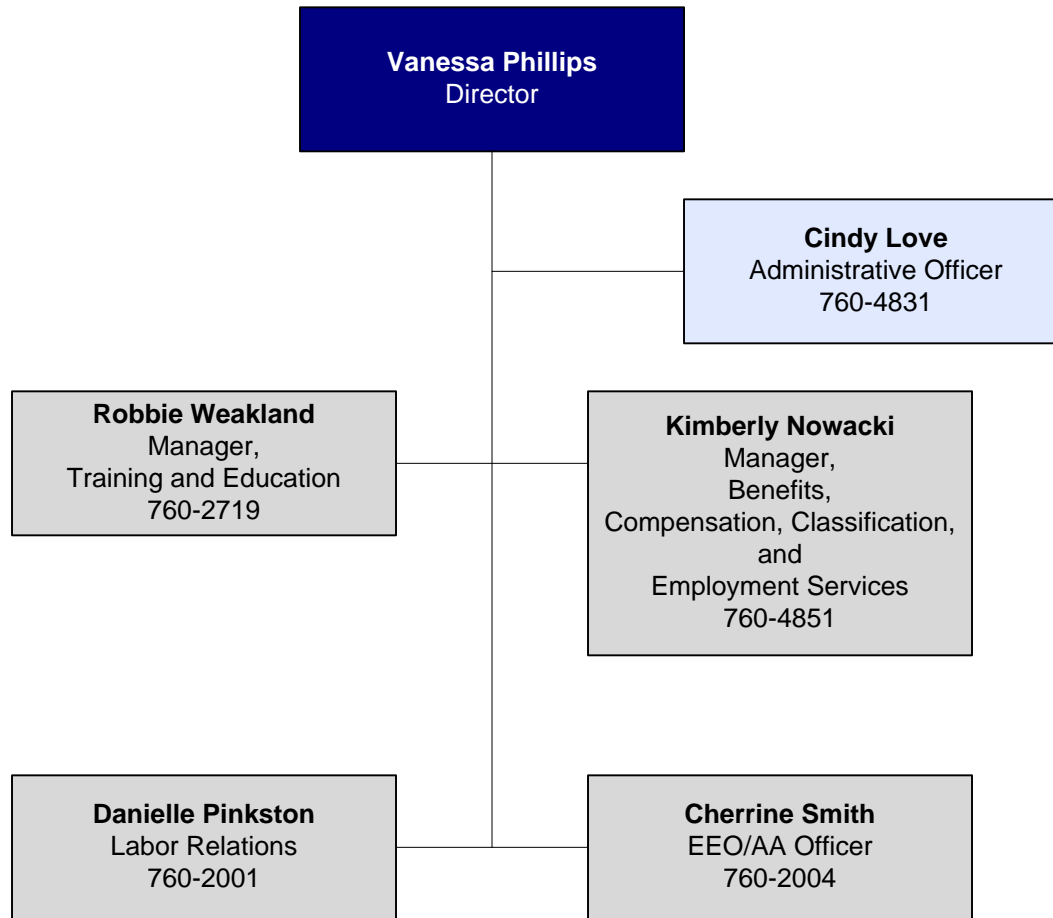 Vanessa Phillips
Director
Cindy Love
Administrative Officer
760-4831
Robbie Weakland
Manager,
Training and Education
760-2719
Kimberly Nowacki
Manager,
Benefits,
Compensation, Classification,
and
Employment Services
760-4851
Danielle Pinkston
Labor Relations
760-2001
Cherrine Smith
EEO/AA Officer
760-2004